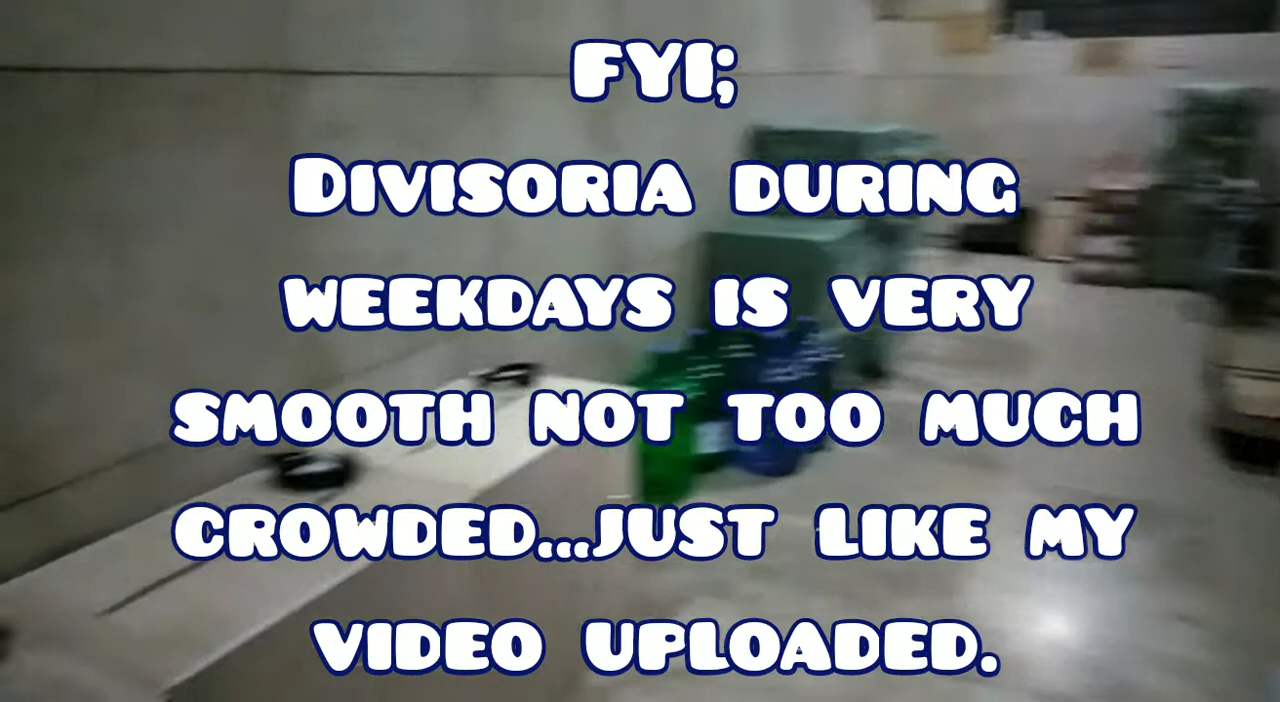 FYI;
Divisoria during
weekdays is very
smooth not too much
crowded...just like my
video uploaded.